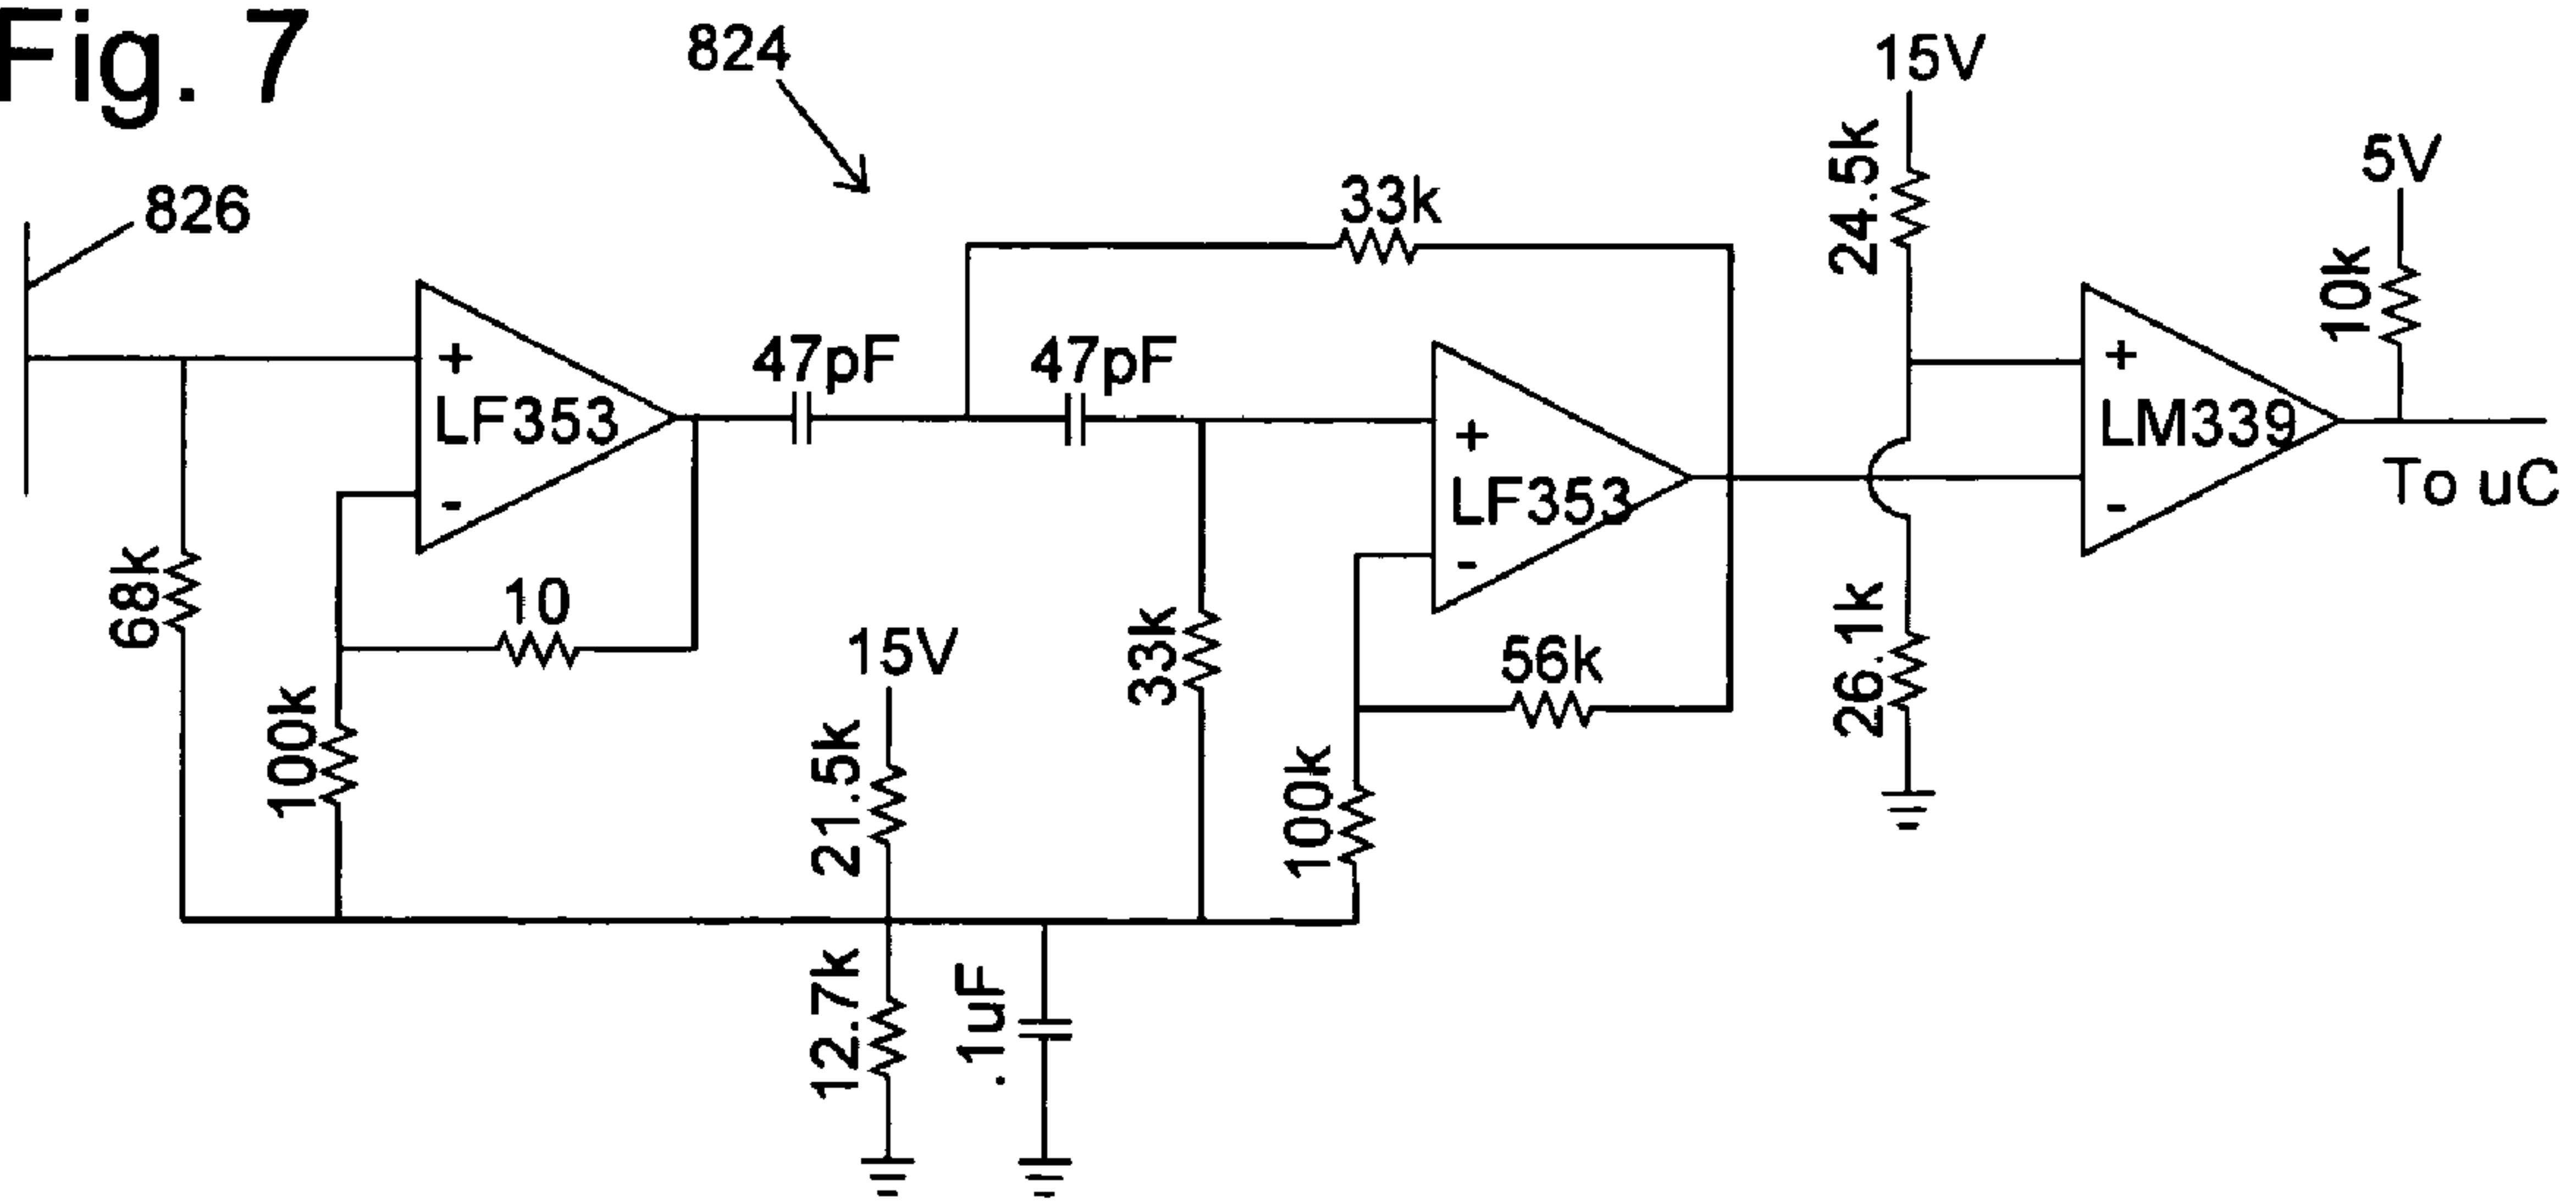 Fig. 7
824
826
15V
24.5k
5V
10k
33k
47pF
47pF
+
LF353
-
+
LF353
-
+
LM339
-
To uC
68k
10
100k
15V
21.5k
33k
56k
100k
26.1k
12.7k
.1uF